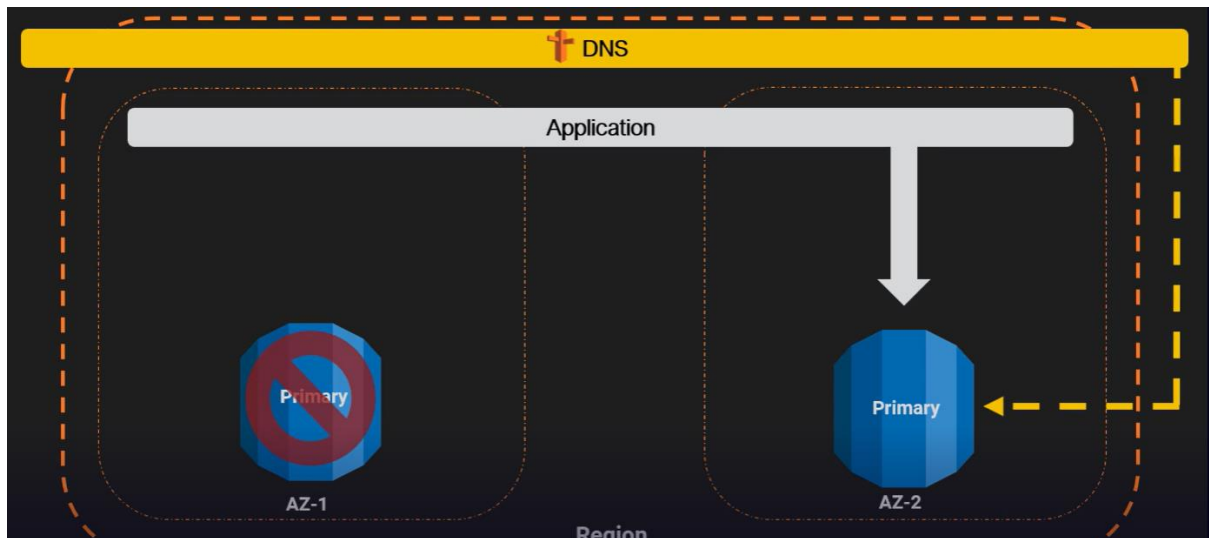 DNS
Application
Primary
Primary
AZ-1
AZ-2
Region